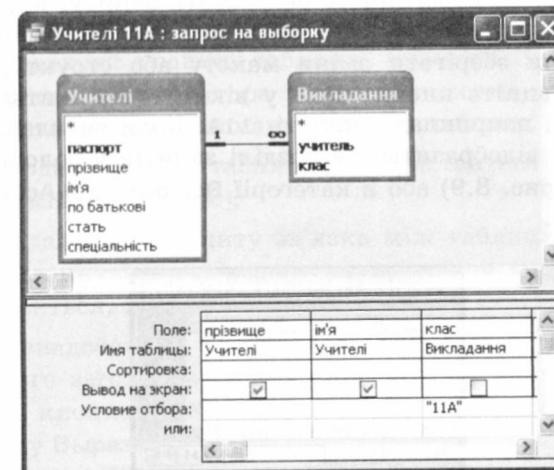 Учителі 11А : запрос на выборку
Учителі
*
паспорт
прізвище
ім'я
по батькові
стать
спеціальність
1
∞
Викладання
*
учитель
клас
Поле: прізвище ім'я клас
Имя таблицы: Учителі Учителі Викладання
Сортировка:
Вывод на экран:
Условие отбора: "11А"
или: